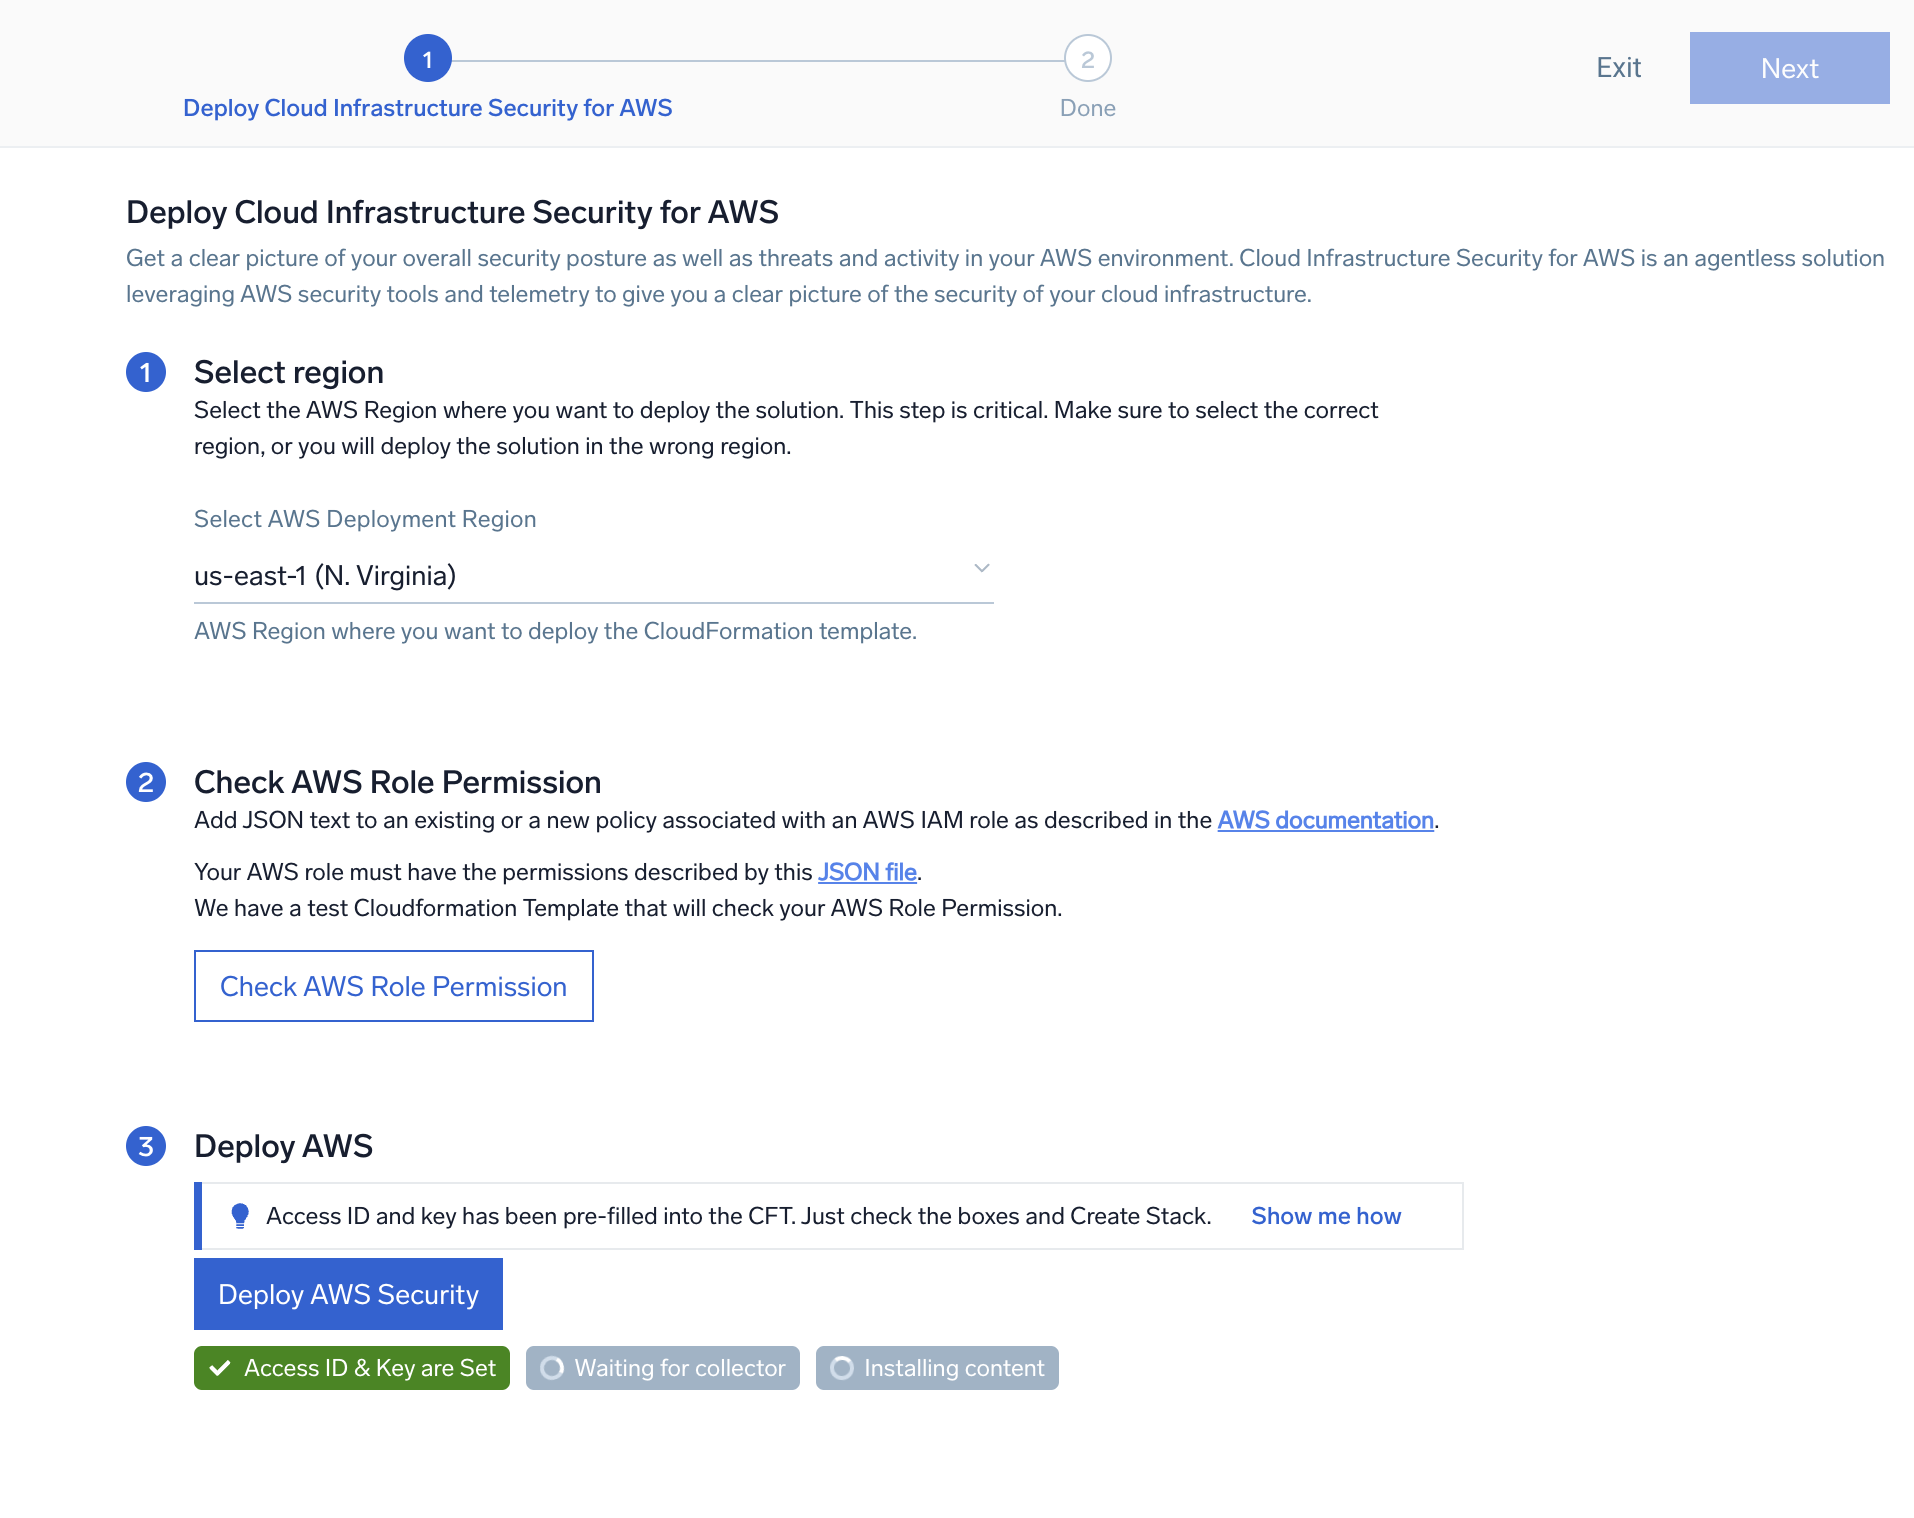 1
2
Exit
Next
Deploy Cloud Infrastructure Security for AWS
Done
Deploy Cloud Infrastructure Security for AWS
Get a clear picture of your overall security posture as well as threats and activity in your AWS environment. Cloud Infrastructure Security for AWS is an agentless solution
leveraging AWS security tools and telemetry to give you a clear picture of the security of your cloud infrastructure.
1 Select region
Select the AWS Region where you want to deploy the solution. This step is critical. Make sure to select the correct
region, or you will deploy the solution in the wrong region.
Select AWS Deployment Region
us-east-1 (N. Virginia)
AWS Region where you want to deploy the CloudFormation template.
2 Check AWS Role Permission
Add JSON text to an existing or a new policy associated with an AWS IAM role as described in the AWS documentation.
Your AWS role must have the permissions described by this JSON file.
We have a test Cloudformation Template that will check your AWS Role Permission.
Check AWS Role Permission
3 Deploy AWS
Access ID and key has been pre-filled into the CFT. Just check the boxes and Create Stack. Show me how
Deploy AWS Security
Access ID & Key are Set Waiting for collector Installing content